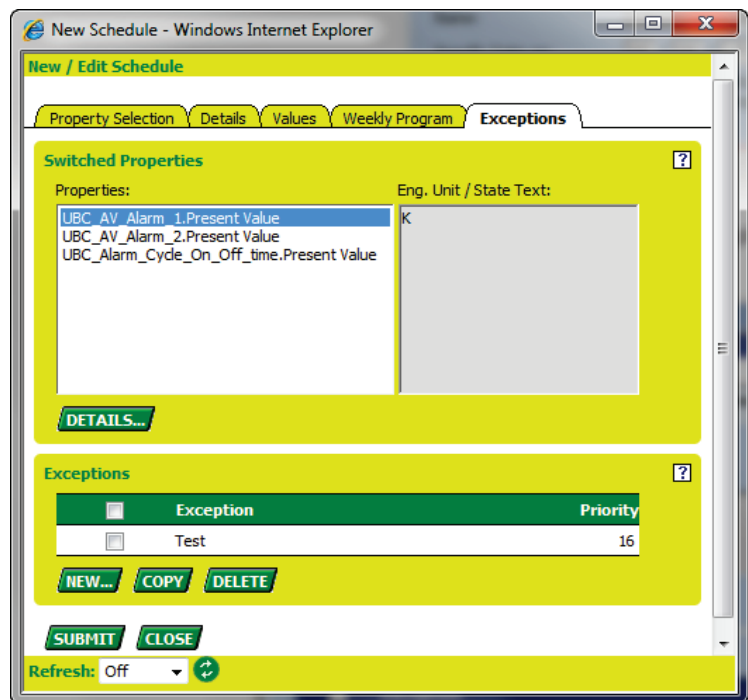 Name:
New Schedule - Windows Internet Explorer
New / Edit Schedule
Property Selection Details Values Weekly Program Exceptions
Switched Properties ?
Properties: Eng. Unit / State Text:
UBC_AV_Alarm_1.Present Value K
UBC_AV_Alarm_2.Present Value
UBC_Alarm_Cycle_On_Off_time.Present Value
DETAILS...
Exceptions ?
Exception Priority
Test 16
NEW... COPY DELETE
SUBMIT CLOSE
Refresh: Off